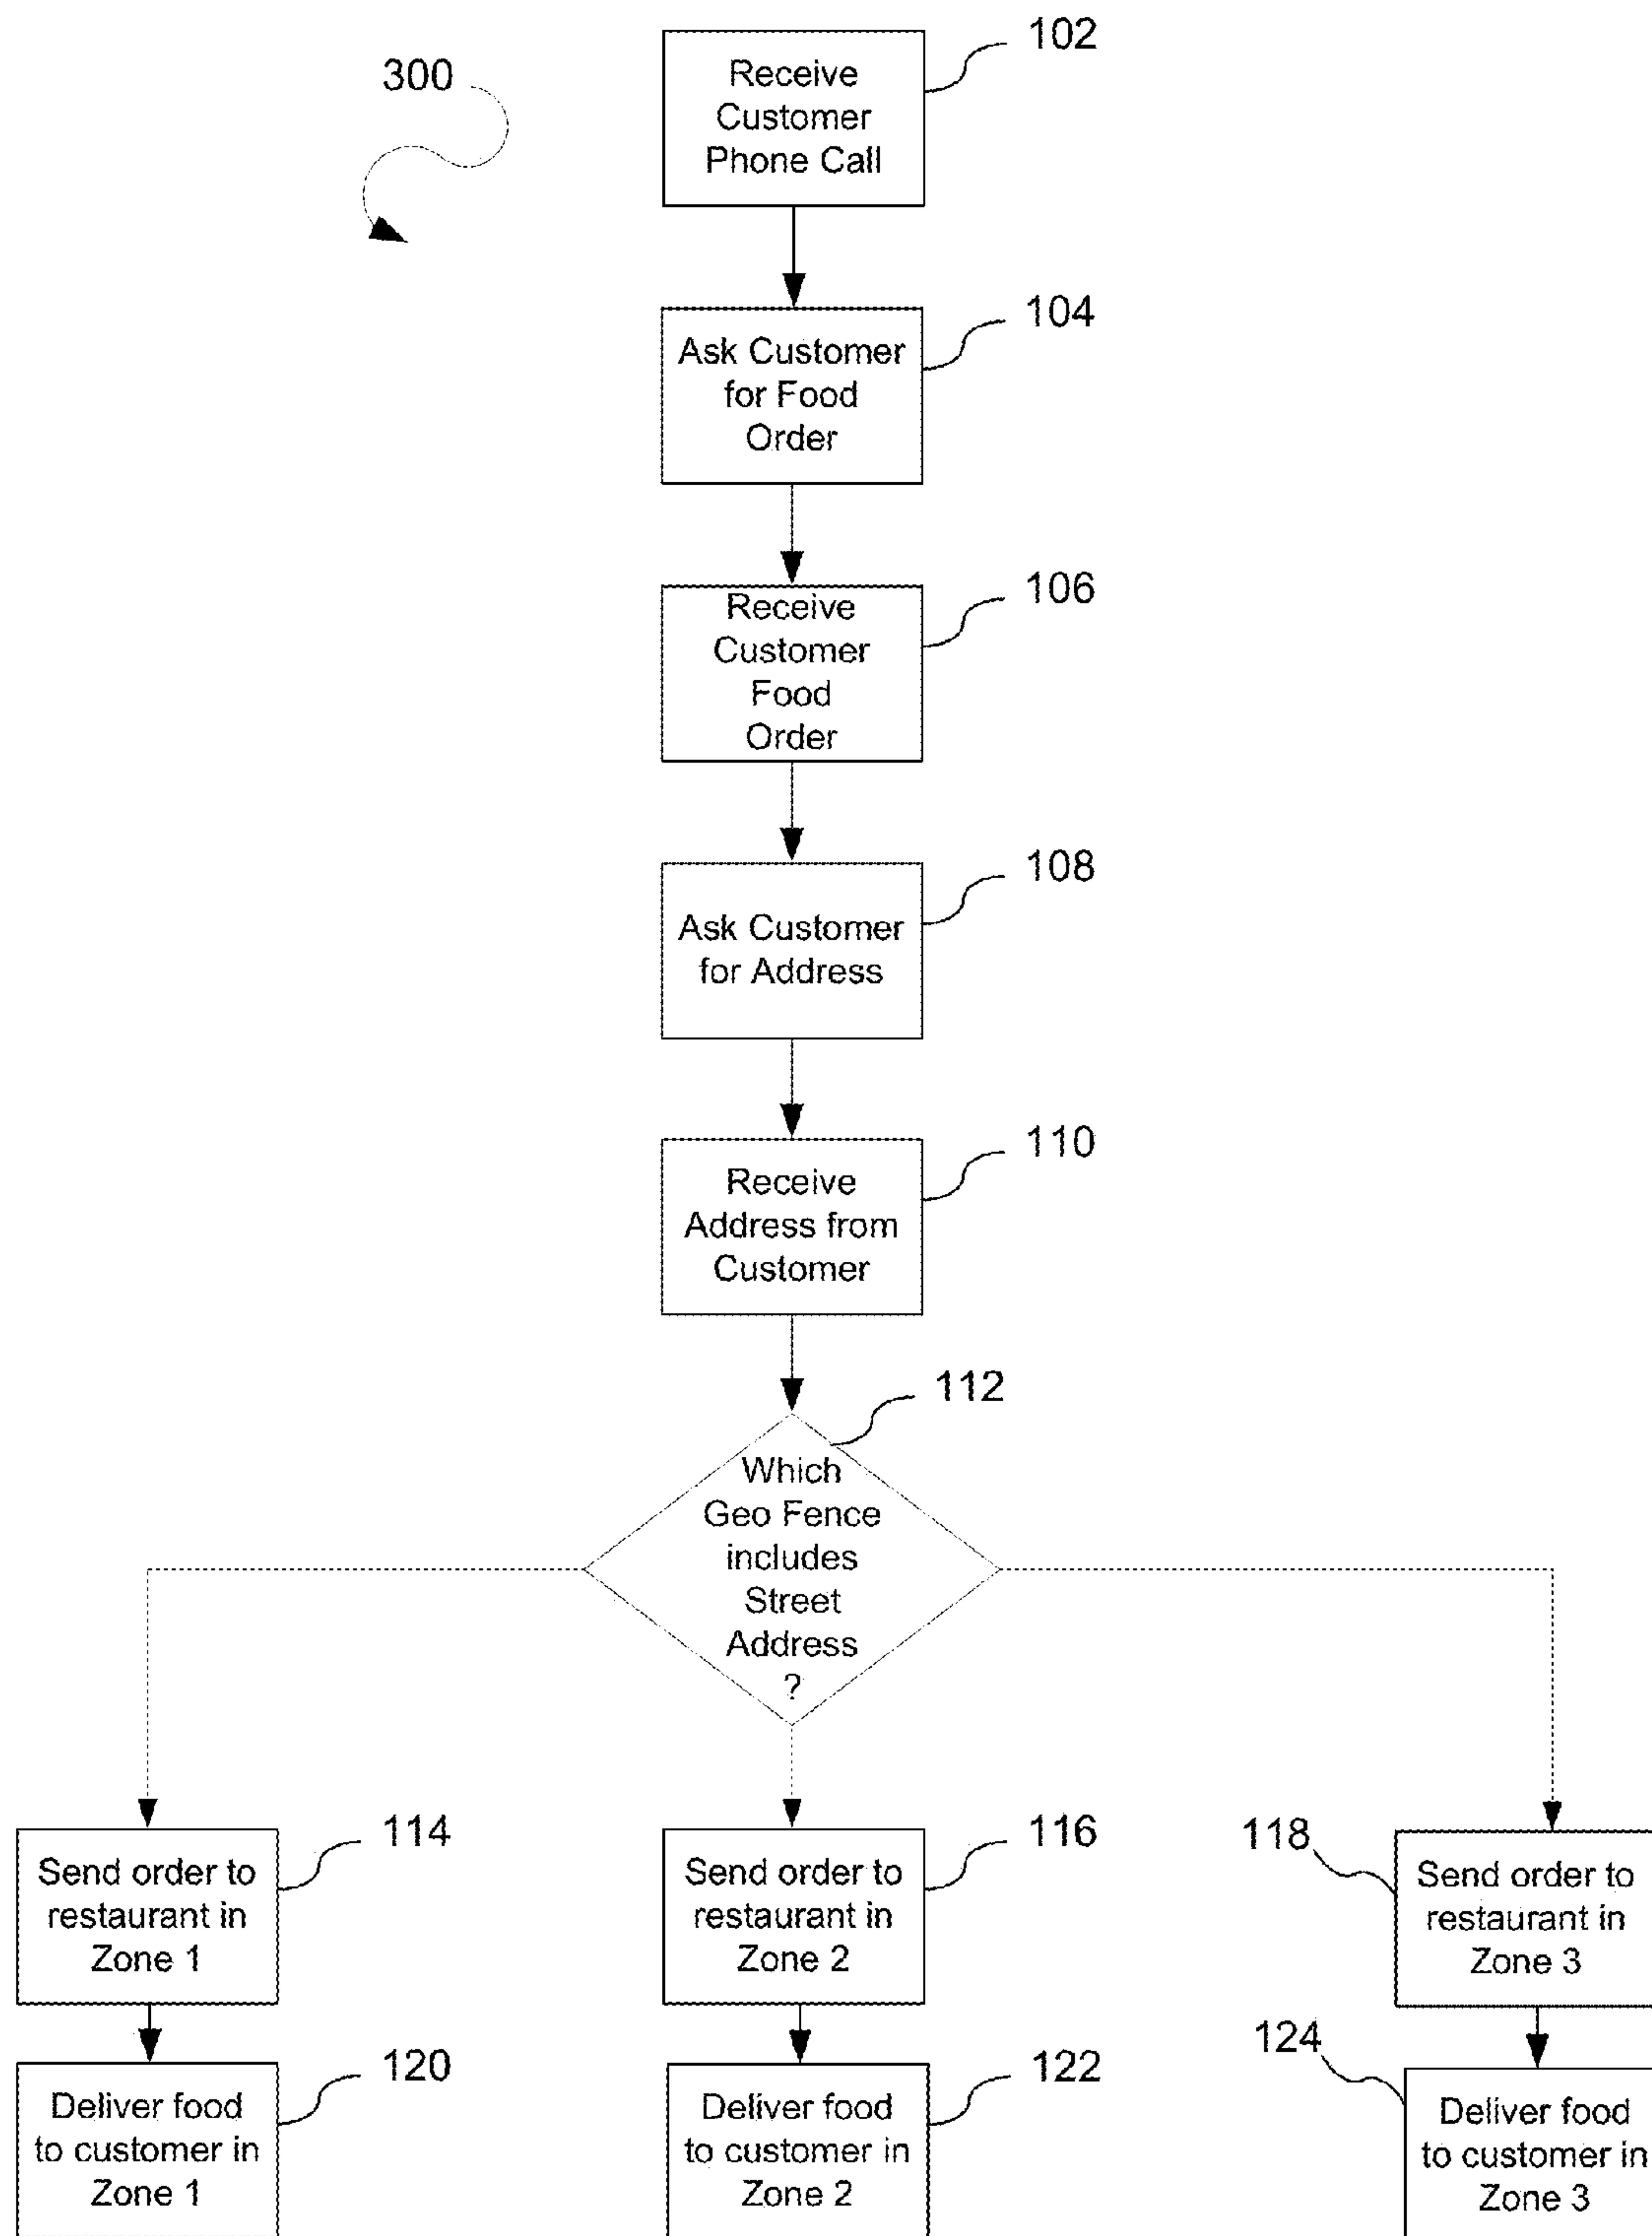 300
102
Receive
Customer
Phone Call
104
Ask Customer
for Food
Order
106
Receive
Customer
Food
Order
108
Ask Customer
for Address
110
Receive
Address from
Customer
112
Which
Geo Fence
includes
Street
Address
?
114
Send order to
restaurant in
Zone 1
116
Send order to
restaurant in
Zone 2
118
Send order to
restaurant in
Zone 3
120
Deliver food
to customer in
Zone 1
122
Deliver food
to customer in
Zone 2
124
Deliver food
to customer in
Zone 3